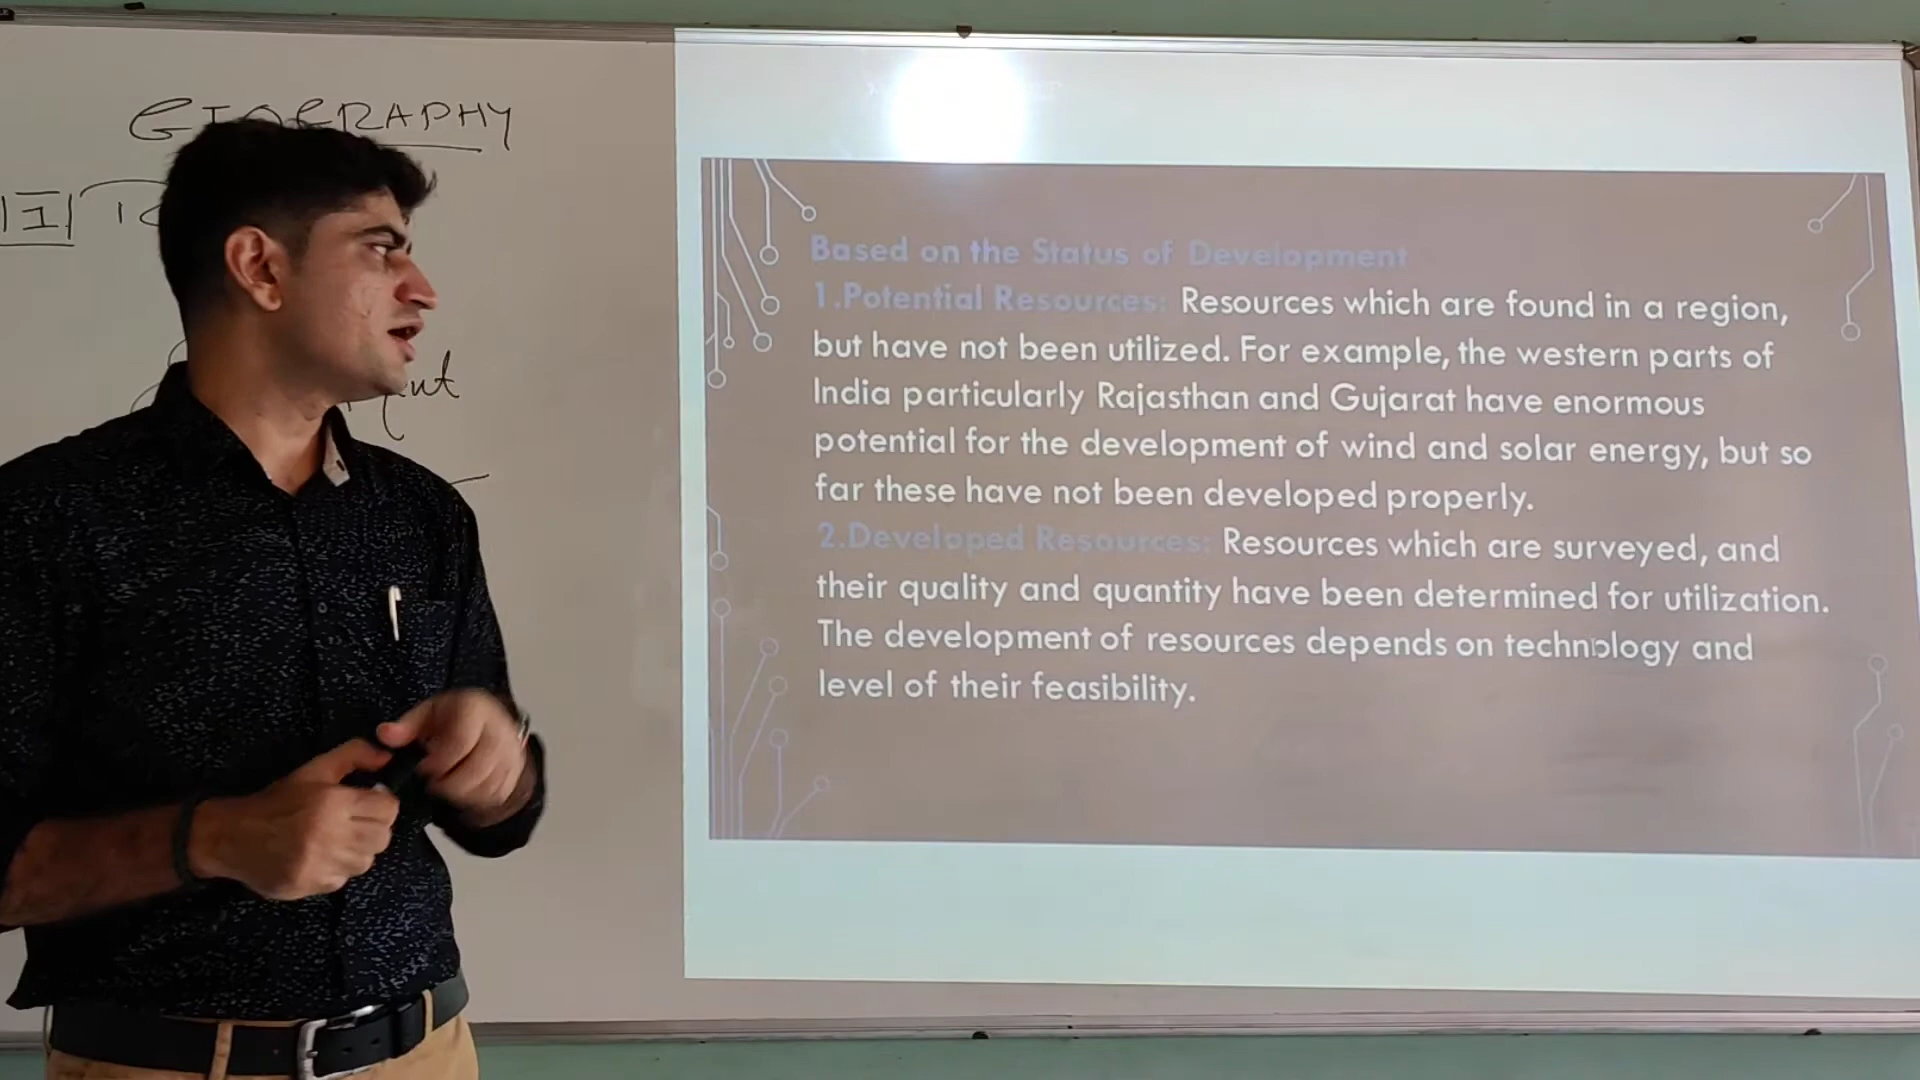 GEOGRAPHY
I
Based on the Status of Development
1.Potential Resources: Resources which are found in a region,
but have not been utilized. For example, the western parts of
India particularly Rajasthan and Gujarat have enormous
potential for the development of wind and solar energy, but so
far these have not been developed properly.
2.Developed Resources: Resources which are surveyed, and
their quality and quantity have been determined for utilization.
The development of resources depends on technology and
level of their feasibility.